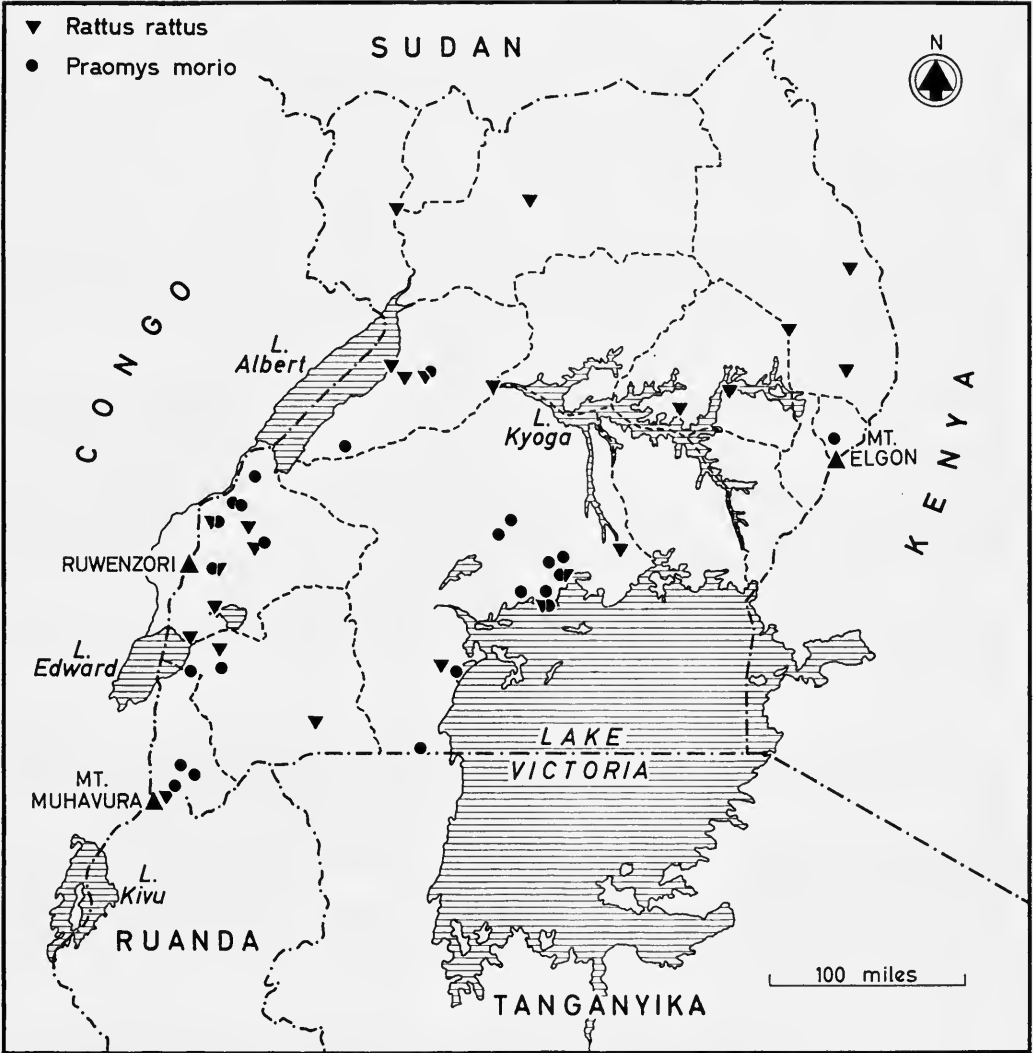 Rattus rattus
Praomys morio
SUDAN
N
CONGO
L.
Albert
L.
Kyoga
MT.
ELGON
KENYA
RUWENZORI
L.
Edward
LAKE
VICTORIA
MT.
MUHAVURA
L.
Kivu
RUANDA
100 miles
TANGANYIKA